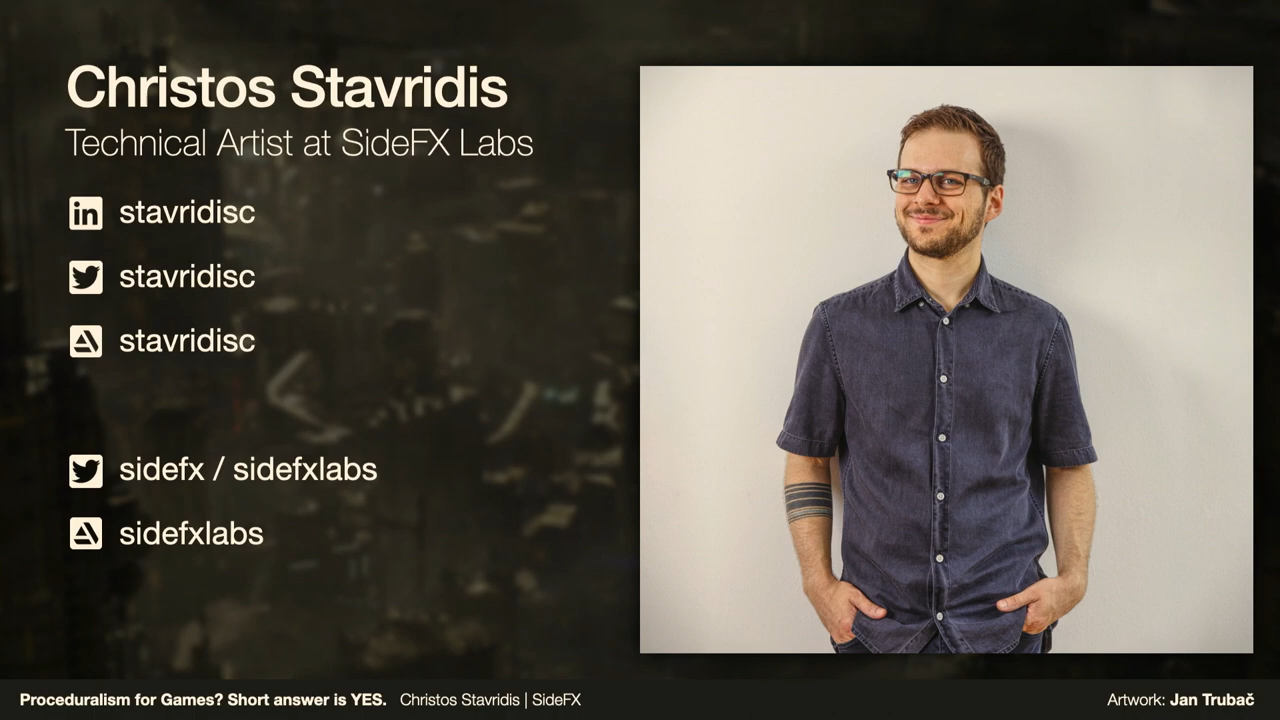 Christos Stavridis
Technical Artist at SideFX Labs
in stavridisc
stavridisc
stavridisc
sidefx / sidefxlabs
sidefxlabs
Proceduralism for Games? Short answer is YES. Christos Stavridis | SideFX
Artwork: Jan Trubač